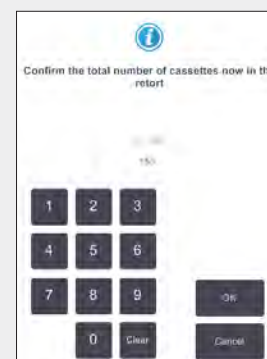 Confirm the total number of cassettes now in the
retort
150
1 2 3
4 5 6
7 8 9
OK
0 Clear
Cancel